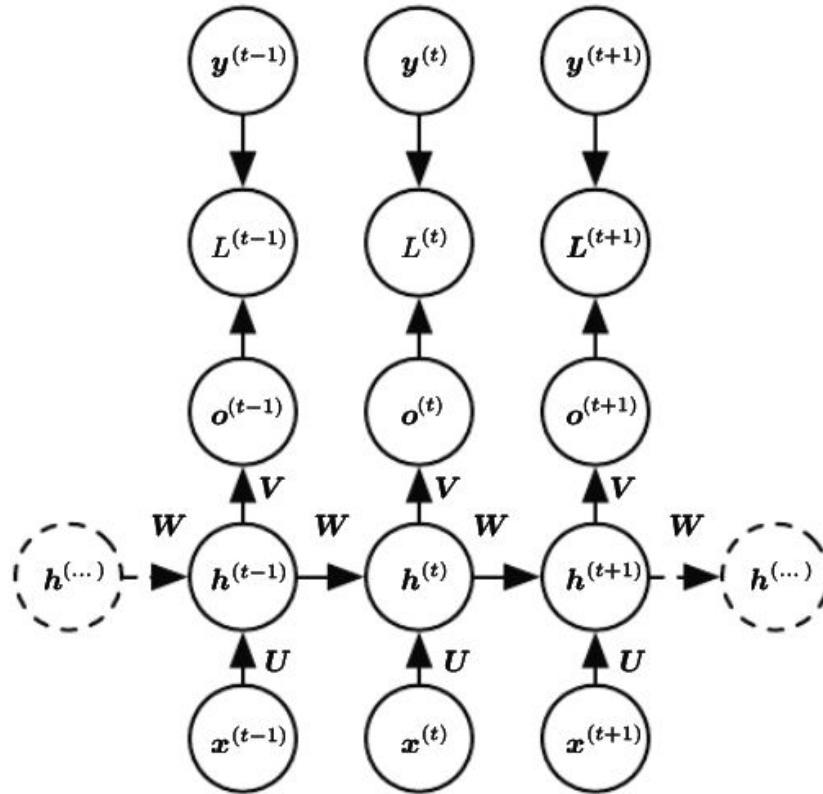 y^(t−1) y^(t) y^(t+1)
L^(t−1) L^(t) L^(t+1)
o^(t−1) o^(t) o^(t+1)
V V V
W W W W
h^(...) h^(t−1) h^(t) h^(t+1) h^(...)
U U U
x^(t−1) x^(t) x^(t+1)